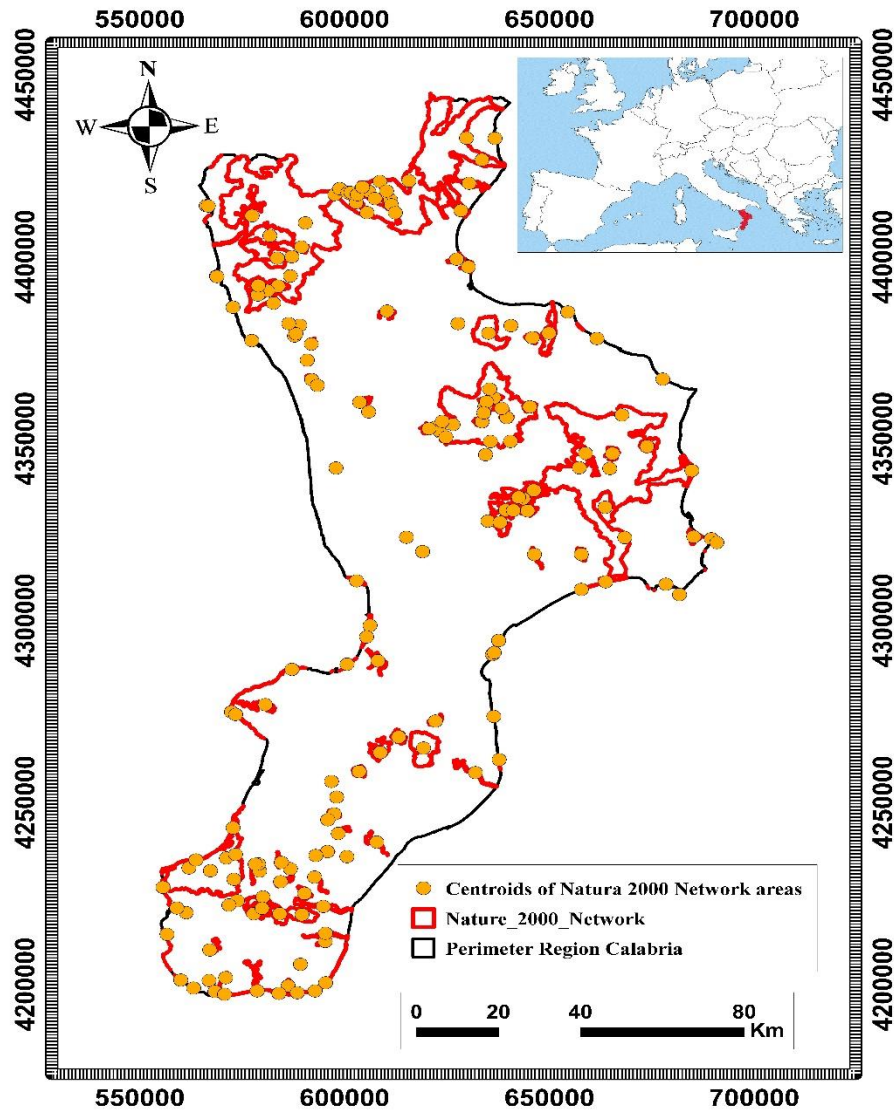 550000 600000 650000 700000
4450000
4400000
4350000
4300000
4250000
4200000
N
W E
S
4450000
4400000
4350000
4300000
4250000
4200000
Centroids of Natura 2000 Network areas
Nature_2000_Network
Perimeter Region Calabria
0 20 40 80
Km
550000 600000 650000 700000